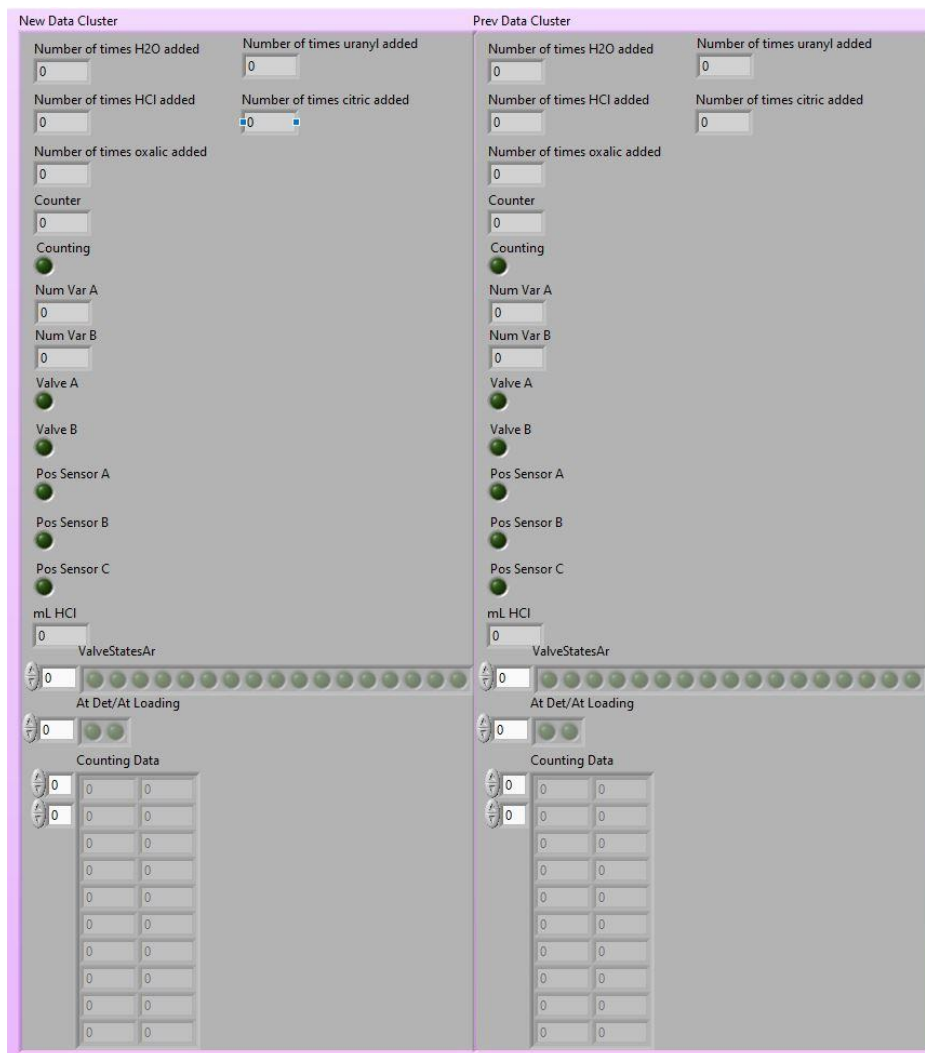 New Data Cluster Prev Data Cluster
Number of times H2O added Number of times uranyl added Number of times H2O added Number of times uranyl added
0 0 0 0
Number of times HCl added Number of times citric added Number of times HCl added Number of times citric added
0 0 0 0
Number of times oxalic added Number of times oxalic added
0 0
Counter Counter
0 0
Counting Counting
Num Var A Num Var A
0 0
Num Var B Num Var B
0 0
Valve A Valve A
Valve B Valve B
Pos Sensor A Pos Sensor A
Pos Sensor B Pos Sensor B
Pos Sensor C Pos Sensor C
mL HCl mL HCl
0 0
ValveStatesAr ValveStatesAr
0 0
At Det/At Loading At Det/At Loading
0 0
Counting Data Counting Data
0 0 0 0 0 0
0 0 0 0 0 0
0 0 0 0
0 0 0 0
0 0 0 0
0 0 0 0
0 0 0 0
0 0 0 0
0 0 0 0
0 0 0 0